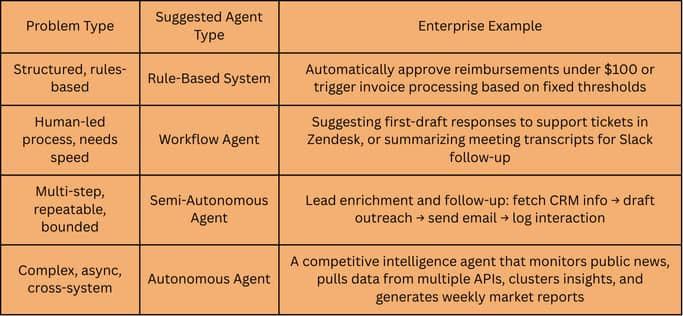 Problem Type
Suggested Agent
Type
Enterprise Example
Structured, rules-
based
Rule-Based System
Automatically approve reimbursements under $100 or
trigger invoice processing based on fixed thresholds
Human-led
process, needs
speed
Workflow Agent
Suggesting first-draft responses to support tickets in
Zendesk, or summarizing meeting transcripts for Slack
follow-up
Multi-step,
repeatable,
bounded
Semi-Autonomous
Agent
Lead enrichment and follow-up: fetch CRM info → draft
outreach → send email → log interaction
Complex, async,
cross-system
Autonomous Agent
A competitive intelligence agent that monitors public news,
pulls data from multiple APIs, clusters insights, and
generates weekly market reports